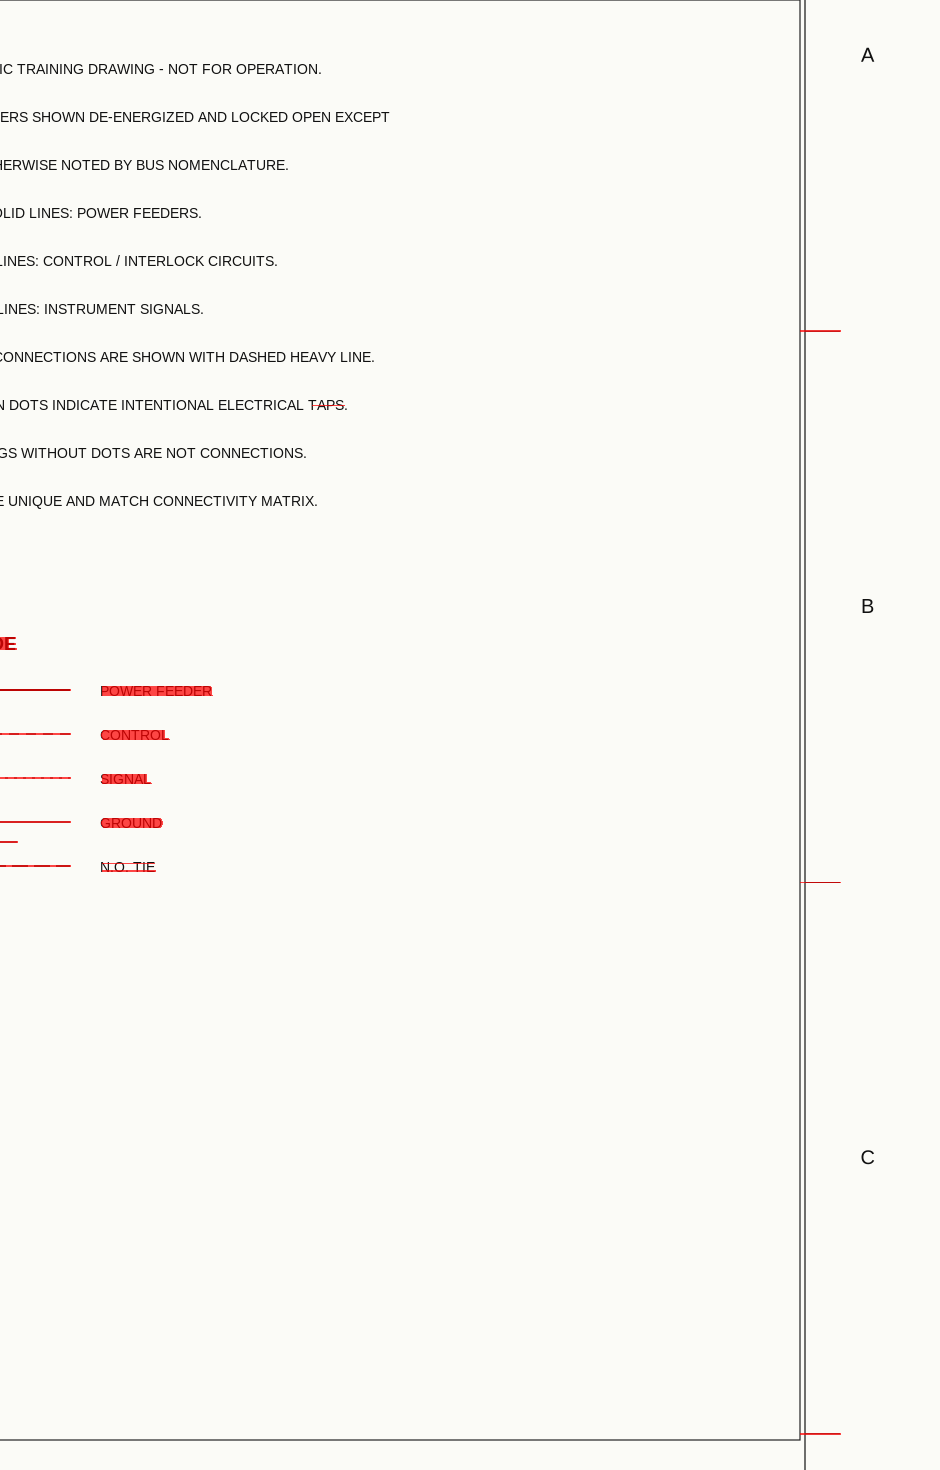 IC TRAINING DRAWING - NOT FOR OPERATION.
A
ERS SHOWN DE-ENERGIZED AND LOCKED OPEN EXCEPT
HERWISE NOTED BY BUS NOMENCLATURE.
OLID LINES: POWER FEEDERS.
LINES: CONTROL / INTERLOCK CIRCUITS.
LINES: INSTRUMENT SIGNALS.
CONNECTIONS ARE SHOWN WITH DASHED HEAVY LINE.
N DOTS INDICATE INTENTIONAL ELECTRICAL TAPS.
GS WITHOUT DOTS ARE NOT CONNECTIONS.
E UNIQUE AND MATCH CONNECTIVITY MATRIX.
B
DE
POWER FEEDER
CONTROL
SIGNAL
GROUND
N.O. TIE
C